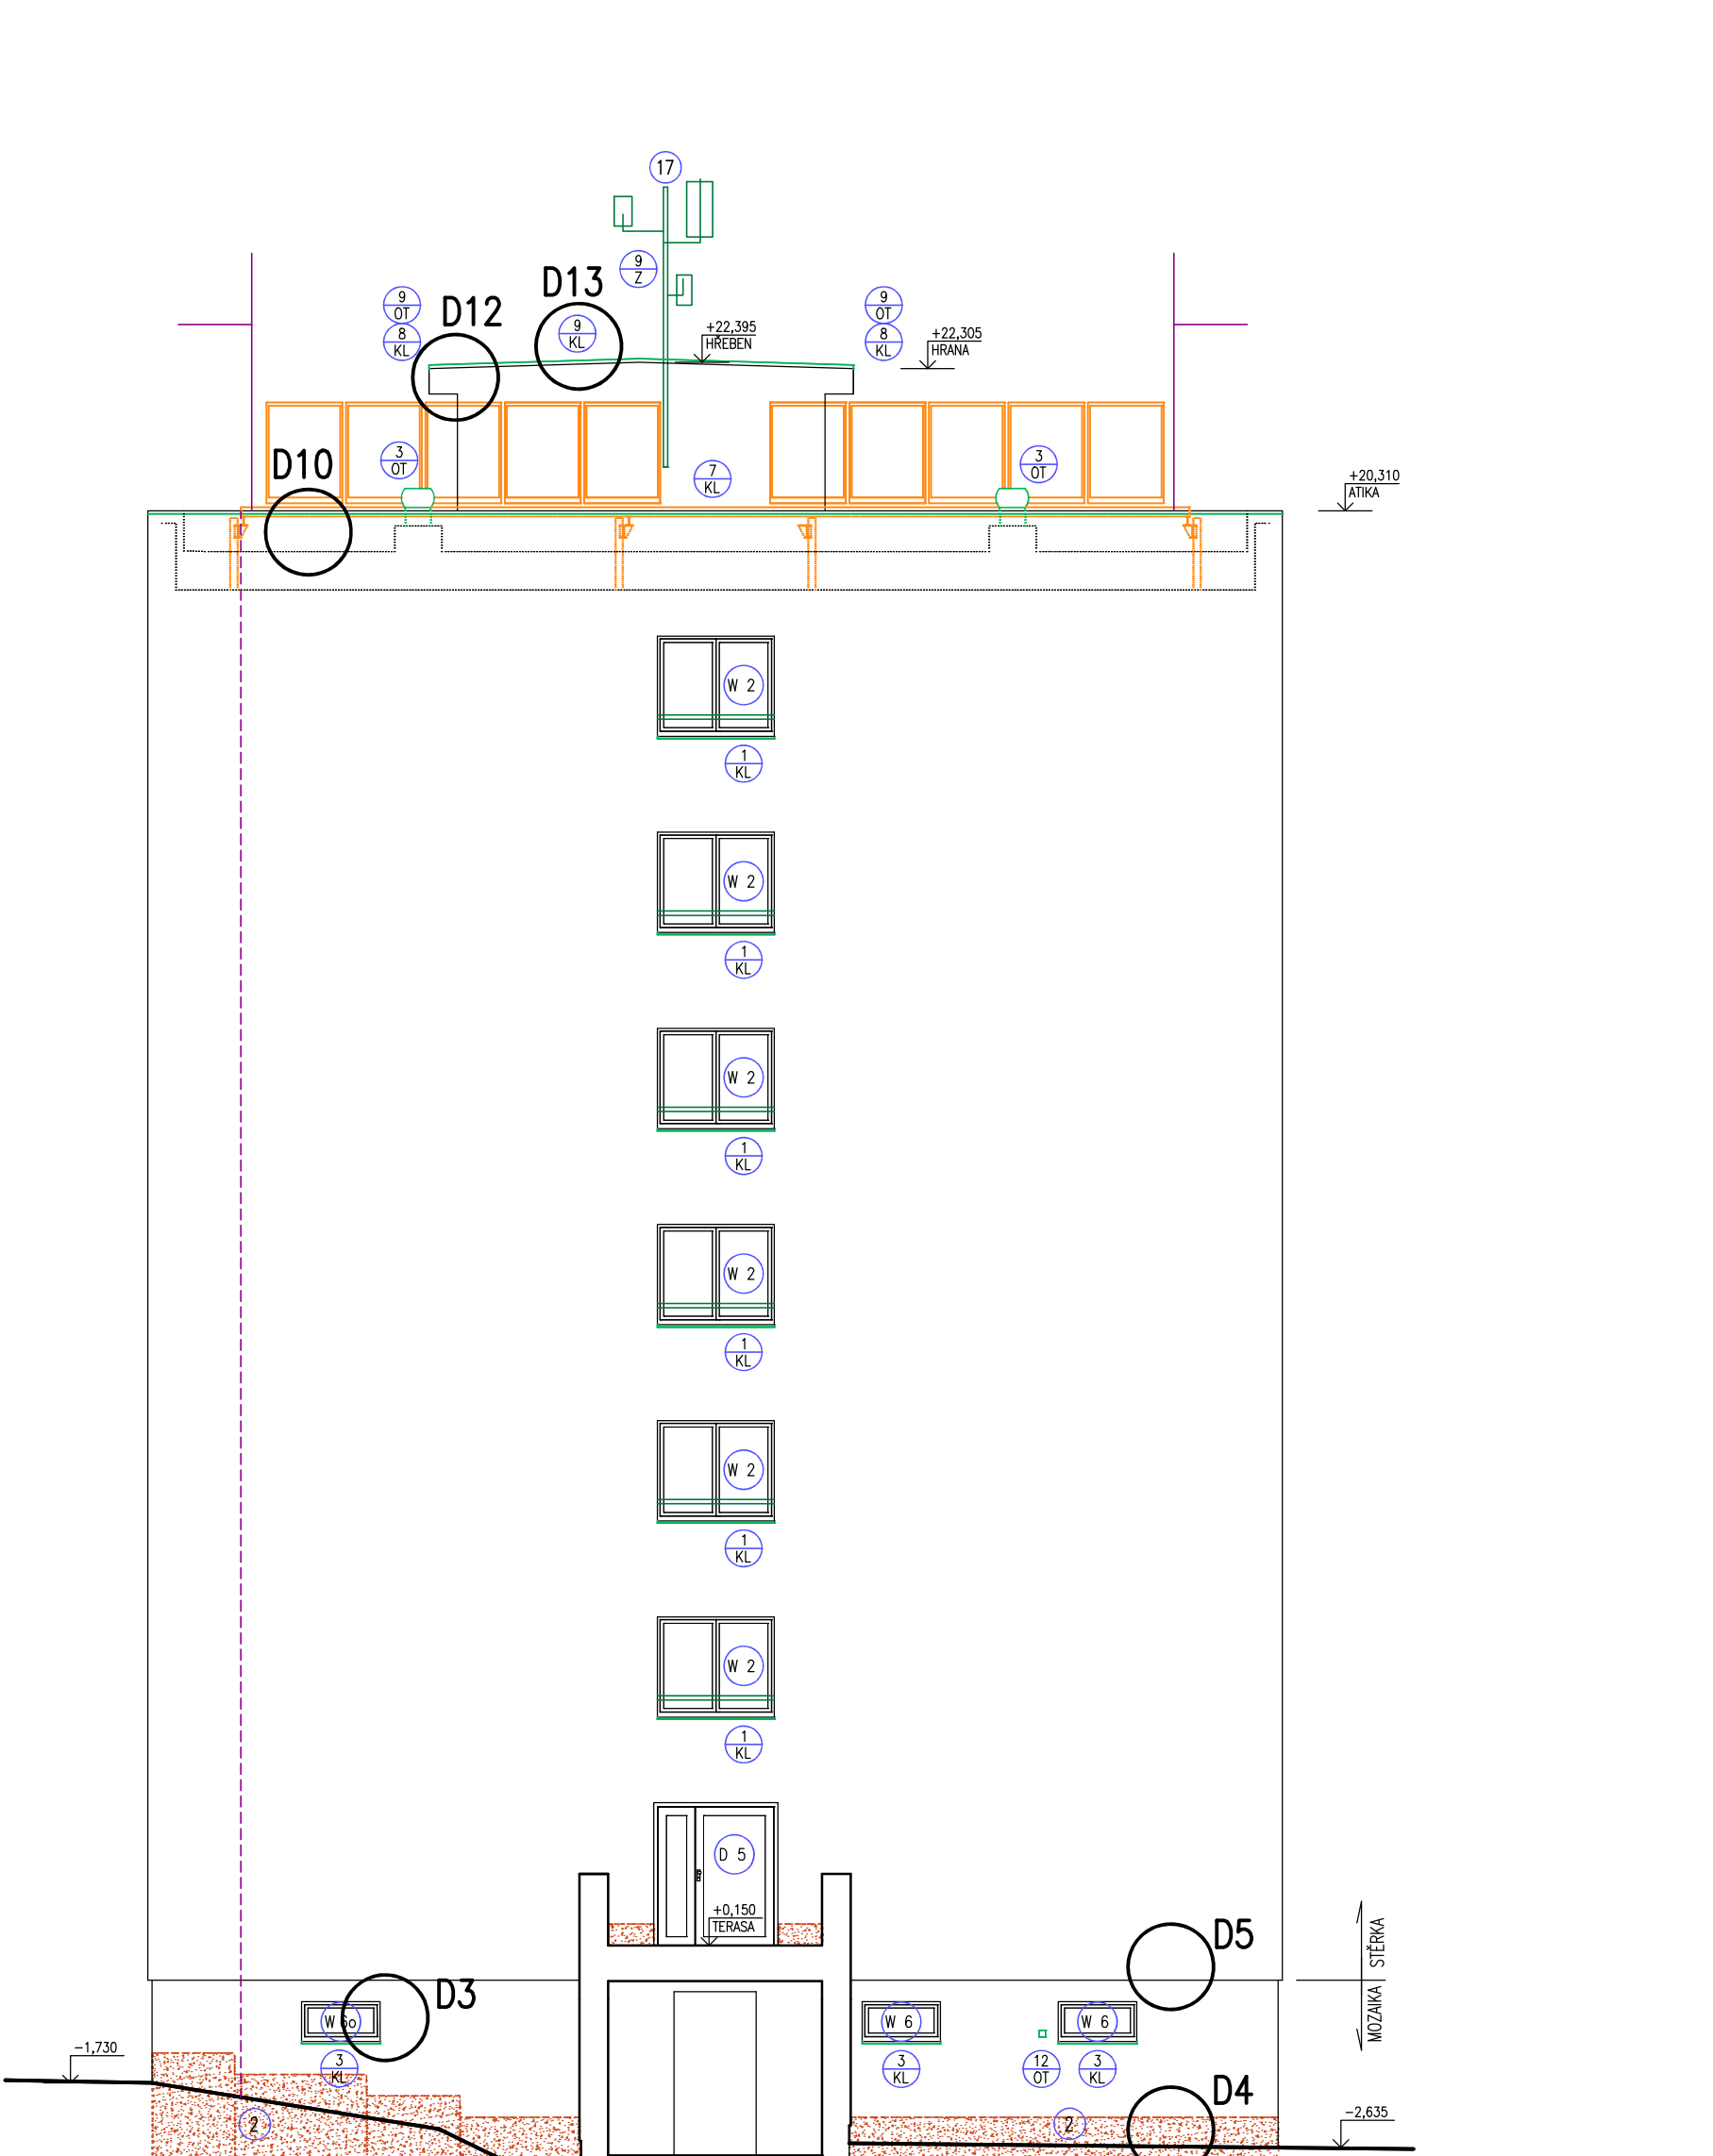 17
9
Z
D13
9
OT
8
KL
D12
9
KL
+22,395
HŘEBEN
9
OT
8
KL
+22,305
HRANA
D10
3
OT
7
KL
3
OT
+20,310
ATIKA
W 2
1
KL
W 2
1
KL
W 2
1
KL
W 2
1
KL
W 2
1
KL
W 2
1
KL
D 5
+0,150
TERASA
D5
STĚRKA
MOZAIKA
D3
W 6o
W 6
W 6
-1,730
3
KL
3
KL
12
OT
3
KL
D4
2
2
-2,635